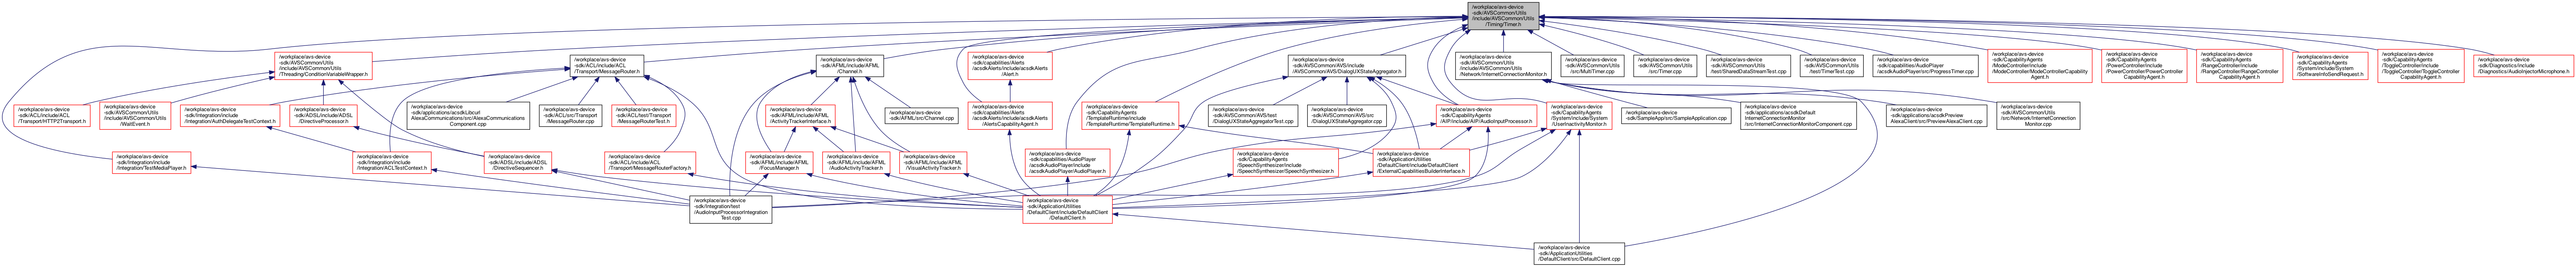 /workplace/avs-device
-sdk/AVSCommon/Utils
/include/AVSCommon/Utils
/Timing/Timer.h
/workplace/avs-device
-sdk/AVSCommon/Utils
/include/AVSCommon/Utils
/Threading/ConditionVariableWrapper.h
/workplace/avs-device
-sdk/ACL/include/ACL
/Transport/MessageRouter.h
/workplace/avs-device
-sdk/AFML/include/AFML
/Channel.h
/workplace/avs-device
-sdk/capabilities/Alerts
/acsdkAlerts/include/acsdkAlerts
/Alert.h
/workplace/avs-device
-sdk/AVSCommon/AVS/include
/AVSCommon/AVS/DialogUXStateAggregator.h
/workplace/avs-device
-sdk/AVSCommon/Utils
/include/AVSCommon/Utils
/Network/InternetConnectionMonitor.h
/workplace/avs-device
-sdk/AVSCommon/Utils
/src/MultiTimer.cpp
/workplace/avs-device
-sdk/AVSCommon/Utils
/src/Timer.cpp
/workplace/avs-device
-sdk/AVSCommon/Utils
/test/SharedDataStreamTest.cpp
/workplace/avs-device
-sdk/AVSCommon/Utils
/test/TimerTest.cpp
/workplace/avs-device
-sdk/capabilities/AudioPlayer
/acsdkAudioPlayer/src/ProgressTimer.cpp
/workplace/avs-device
-sdk/CapabilityAgents
/ModeController/include
/ModeController/ModeControllerCapability
Agent.h
/workplace/avs-device
-sdk/CapabilityAgents
/PowerController/include
/PowerController/PowerController
CapabilityAgent.h
/workplace/avs-device
-sdk/CapabilityAgents
/RangeController/include
/RangeController/RangeController
CapabilityAgent.h
/workplace/avs-device
-sdk/CapabilityAgents
/System/include/System
/SoftwareInfoSendRequest.h
/workplace/avs-device
-sdk/CapabilityAgents
/ToggleController/include
/ToggleController/ToggleController
CapabilityAgent.h
/workplace/avs-device
-sdk/Diagnostics/include
/Diagnostics/AudioInjectorMicrophone.h
/workplace/avs-device
-sdk/ACL/include/ACL
/Transport/HTTP2Transport.h
/workplace/avs-device
-sdk/AVSCommon/Utils
/include/AVSCommon/Utils
/WaitEvent.h
/workplace/avs-device
-sdk/Integration/include
/Integration/AuthDelegateTestContext.h
/workplace/avs-device
-sdk/ADSL/include/ADSL
/DirectiveProcessor.h
/workplace/avs-device
-sdk/applications/acsdkLibcurl
AlexaCommunications/src/AlexaCommunications
Component.cpp
/workplace/avs-device
-sdk/ACL/src/Transport
/MessageRouter.cpp
/workplace/avs-device
-sdk/ACL/test/Transport
/MessageRouterTest.cpp
/workplace/avs-device
-sdk/AFML/include/AFML
/ActivityTrackerInterface.h
/workplace/avs-device
-sdk/AFML/src/Channel.cpp
/workplace/avs-device
-sdk/capabilities/Alerts
/acsdkAlerts/include/acsdkAlerts
/AlertsCapabilityAgent.h
/workplace/avs-device
-sdk/CapabilityAgents
/TemplateRuntime/include
/TemplateRuntime/TemplateRuntime.h
/workplace/avs-device
-sdk/AVSCommon/AVS/test
/DialogUXStateAggregatorTest.cpp
/workplace/avs-device
-sdk/AVSCommon/AVS/src
/DialogUXStateAggregator.cpp
/workplace/avs-device
-sdk/CapabilityAgents
/AIP/include/AIP/AudioInputProcessor.h
/workplace/avs-device
-sdk/CapabilityAgents
/System/include/System
/UserInactivityMonitor.h
/workplace/avs-device
-sdk/SampleApp/src/SampleApplication.cpp
/workplace/avs-device
-sdk/applications/acsdkDefault
InternetConnectionMonitor
/src/InternetConnectionMonitorComponent.cpp
/workplace/avs-device
-sdk/applications/acsdkPreview
AlexaClient/src/PreviewAlexaClient.cpp
/workplace/avs-device
-sdk/AVSCommon/Utils
/src/Network/InternetConnection
Monitor.cpp
/workplace/avs-device
-sdk/Integration/include
/Integration/TestMediaPlayer.h
/workplace/avs-device
-sdk/Integration/include
/Integration/ACLTestContext.h
/workplace/avs-device
-sdk/ADSL/include/ADSL
/DirectiveSequencer.h
/workplace/avs-device
-sdk/ACL/include/ACL
/Transport/MessageRouterFactory.h
/workplace/avs-device
-sdk/AFML/include/AFML
/FocusManager.h
/workplace/avs-device
-sdk/AFML/include/AFML
/AudioActivityTracker.h
/workplace/avs-device
-sdk/AFML/include/AFML
/VisualActivityTracker.h
/workplace/avs-device
-sdk/capabilities/AudioPlayer
/acsdkAudioPlayer/include
/acsdkAudioPlayer/AudioPlayer.h
/workplace/avs-device
-sdk/CapabilityAgents
/SpeechSynthesizer/include
/SpeechSynthesizer/SpeechSynthesizer.h
/workplace/avs-device
-sdk/ApplicationUtilities
/DefaultClient/include/DefaultClient
/ExternalCapabilitiesBuilderInterface.h
/workplace/avs-device
-sdk/Integration/test
/AudioInputProcessorIntegration
Test.cpp
/workplace/avs-device
-sdk/ApplicationUtilities
/DefaultClient/include/DefaultClient
/DefaultClient.h
/workplace/avs-device
-sdk/ApplicationUtilities
/DefaultClient/src/DefaultClient.cpp